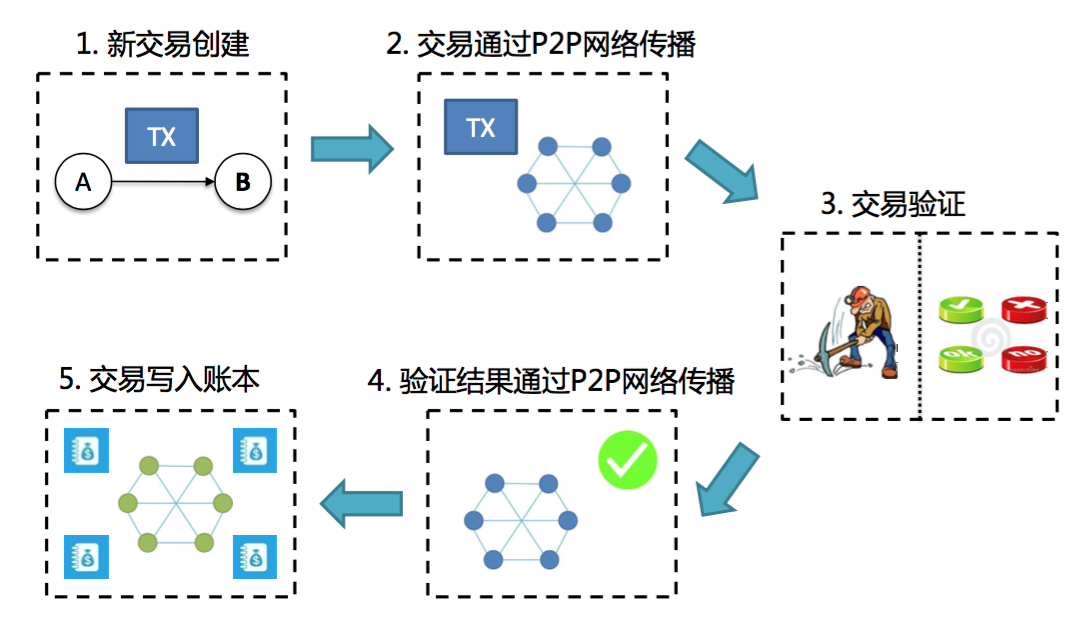 1. 新交易创建
TX
A
B
2. 交易通过P2P网络传播
TX
3. 交易验证
ok
no
4. 验证结果通过P2P网络传播
5. 交易写入账本